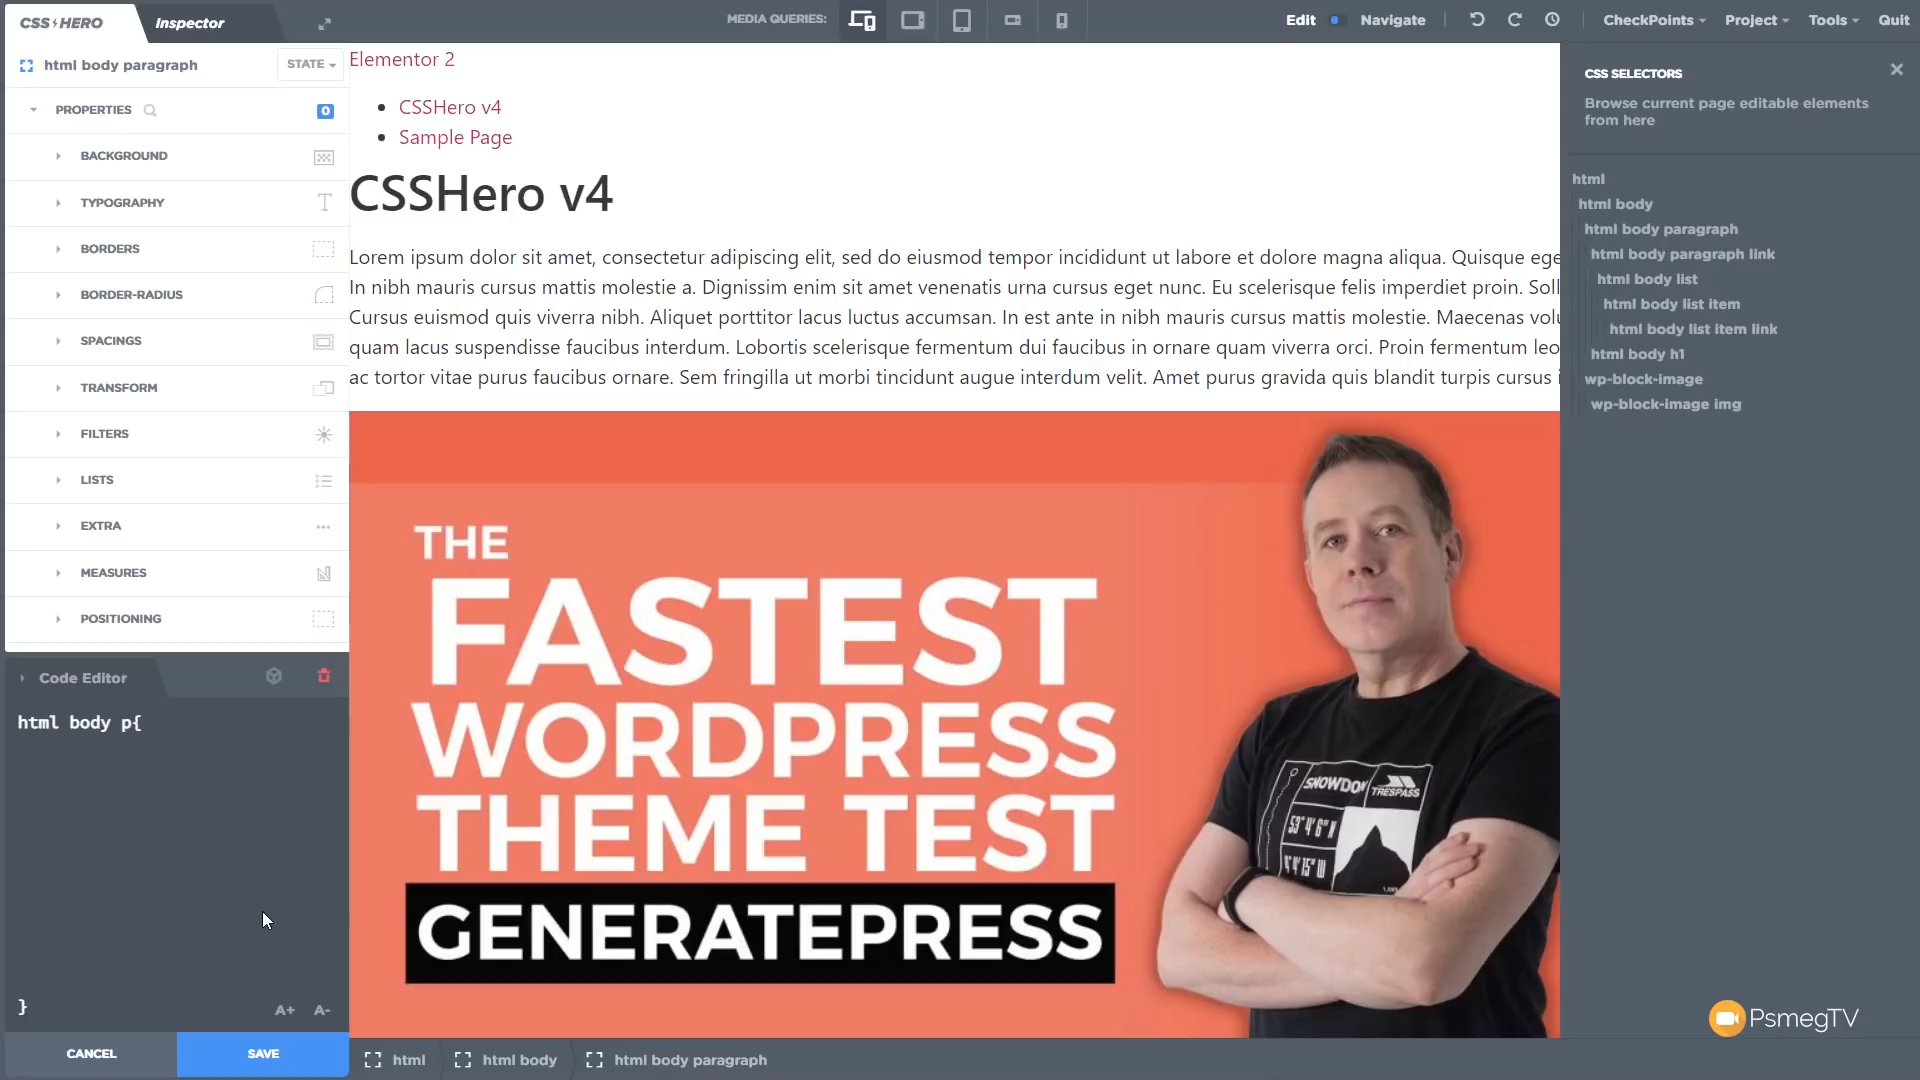 CSS HERO
Inspector
MEDIA QUERIES:
Edit
Navigate
CheckPoints
Project
Tools
Quit
html body paragraph
STATE
PROPERTIES
0
BACKGROUND
TYPOGRAPHY
BORDERS
BORDER-RADIUS
SPACINGS
TRANSFORM
FILTERS
LISTS
EXTRA
MEASURES
POSITIONING
Code Editor
html body p{
}
A+ A-
CANCEL
SAVE
Elementor 2
CSSHero v4
Sample Page
CSSHero v4
Lorem ipsum dolor sit amet, consectetur adipiscing elit, sed do eiusmod tempor incididunt ut labore et dolore magna aliqua. Quisque ege
In nibh mauris cursus mattis molestie a. Dignissim enim sit amet venenatis urna cursus eget nunc. Eu scelerisque felis imperdiet proin. Soll
Cursus euismod quis viverra nibh. Aliquet porttitor lacus luctus accumsan. In est ante in nibh mauris cursus mattis molestie. Maecenas volu
quam lacus suspendisse faucibus interdum. Lobortis scelerisque fermentum dui faucibus in ornare quam viverra orci. Proin fermentum leo
ac tortor vitae purus faucibus ornare. Sem fringilla ut morbi tincidunt augue interdum velit. Amet purus gravida quis blandit turpis cursus i
THE
FASTEST
WORDPRESS
THEME TEST
GENERATEPRESS
SNOWDON
TRESPASS
53° 4' 6" N
4' 15" W
html
html body
html body paragraph
CSS SELECTORS
Browse current page editable elements
from here
html
html body
html body paragraph
html body paragraph link
html body list
html body list item
html body list item link
html body h1
wp-block-image
wp-block-image img
PsmegTV